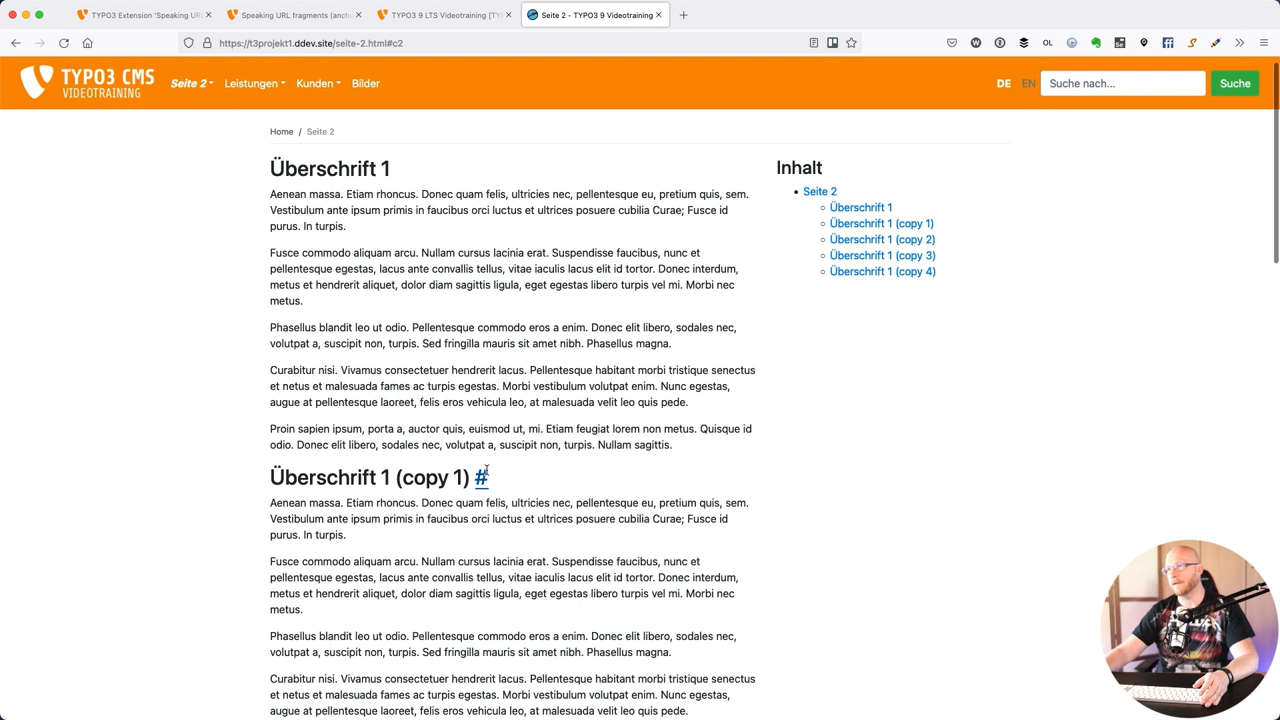 TYPO3 Extension 'Speaking URL
Speaking URL fragments (anch
TYPO3 9 LTS Videotraining [TY
Seite 2 - TYPO3 9 Videotraining
https://t3projekt1.ddev.site/seite-2.html#c2
OL
TYPO3 CMS
VIDEOTRAINING
Seite 2
Leistungen
Kunden
Bilder
DE
EN
Suche nach...
Suche
Home / Seite 2
Überschrift 1
Aenean massa. Etiam rhoncus. Donec quam felis, ultricies nec, pellentesque eu, pretium quis, sem.
Vestibulum ante ipsum primis in faucibus orci luctus et ultrices posuere cubilia Curae; Fusce id
purus. In turpis.
Fusce commodo aliquam arcu. Nullam cursus lacinia erat. Suspendisse faucibus, nunc et
pellentesque egestas, lacus ante convallis tellus, vitae iaculis lacus elit id tortor. Donec interdum,
metus et hendrerit aliquet, dolor diam sagittis ligula, eget egestas libero turpis vel mi. Morbi nec
metus.
Phasellus blandit leo ut odio. Pellentesque commodo eros a enim. Donec elit libero, sodales nec,
volutpat a, suscipit non, turpis. Sed fringilla mauris sit amet nibh. Phasellus magna.
Curabitur nisi. Vivamus consectetuer hendrerit lacus. Pellentesque habitant morbi tristique senectus
et netus et malesuada fames ac turpis egestas. Morbi vestibulum volutpat enim. Nunc egestas,
augue at pellentesque laoreet, felis eros vehicula leo, at malesuada velit leo quis pede.
Proin sapien ipsum, porta a, auctor quis, euismod ut, mi. Etiam feugiat lorem non metus. Quisque id
odio. Donec elit libero, sodales nec, volutpat a, suscipit non, turpis. Nullam sagittis.
Überschrift 1 (copy 1) #
Aenean massa. Etiam rhoncus. Donec quam felis, ultricies nec, pellentesque eu, pretium quis, sem.
Vestibulum ante ipsum primis in faucibus orci luctus et ultrices posuere cubilia Curae; Fusce id
purus. In turpis.
Fusce commodo aliquam arcu. Nullam cursus lacinia erat. Suspendisse faucibus, nunc et
pellentesque egestas, lacus ante convallis tellus, vitae iaculis lacus elit id tortor. Donec interdum,
metus et hendrerit aliquet, dolor diam sagittis ligula, eget egestas libero turpis vel mi. Morbi nec
metus.
Phasellus blandit leo ut odio. Pellentesque commodo eros a enim. Donec elit libero, sodales nec,
volutpat a, suscipit non, turpis. Sed fringilla mauris sit amet nibh. Phasellus magna.
Curabitur nisi. Vivamus consectetuer hendrerit lacus. Pellentesque habitant morbi tristique senectus
et netus et malesuada fames ac turpis egestas. Morbi vestibulum volutpat enim. Nunc egestas,
augue at pellentesque laoreet, felis eros vehicula leo, at malesuada velit leo quis pede.
Inhalt
Seite 2
Überschrift 1
Überschrift 1 (copy 1)
Überschrift 1 (copy 2)
Überschrift 1 (copy 3)
Überschrift 1 (copy 4)